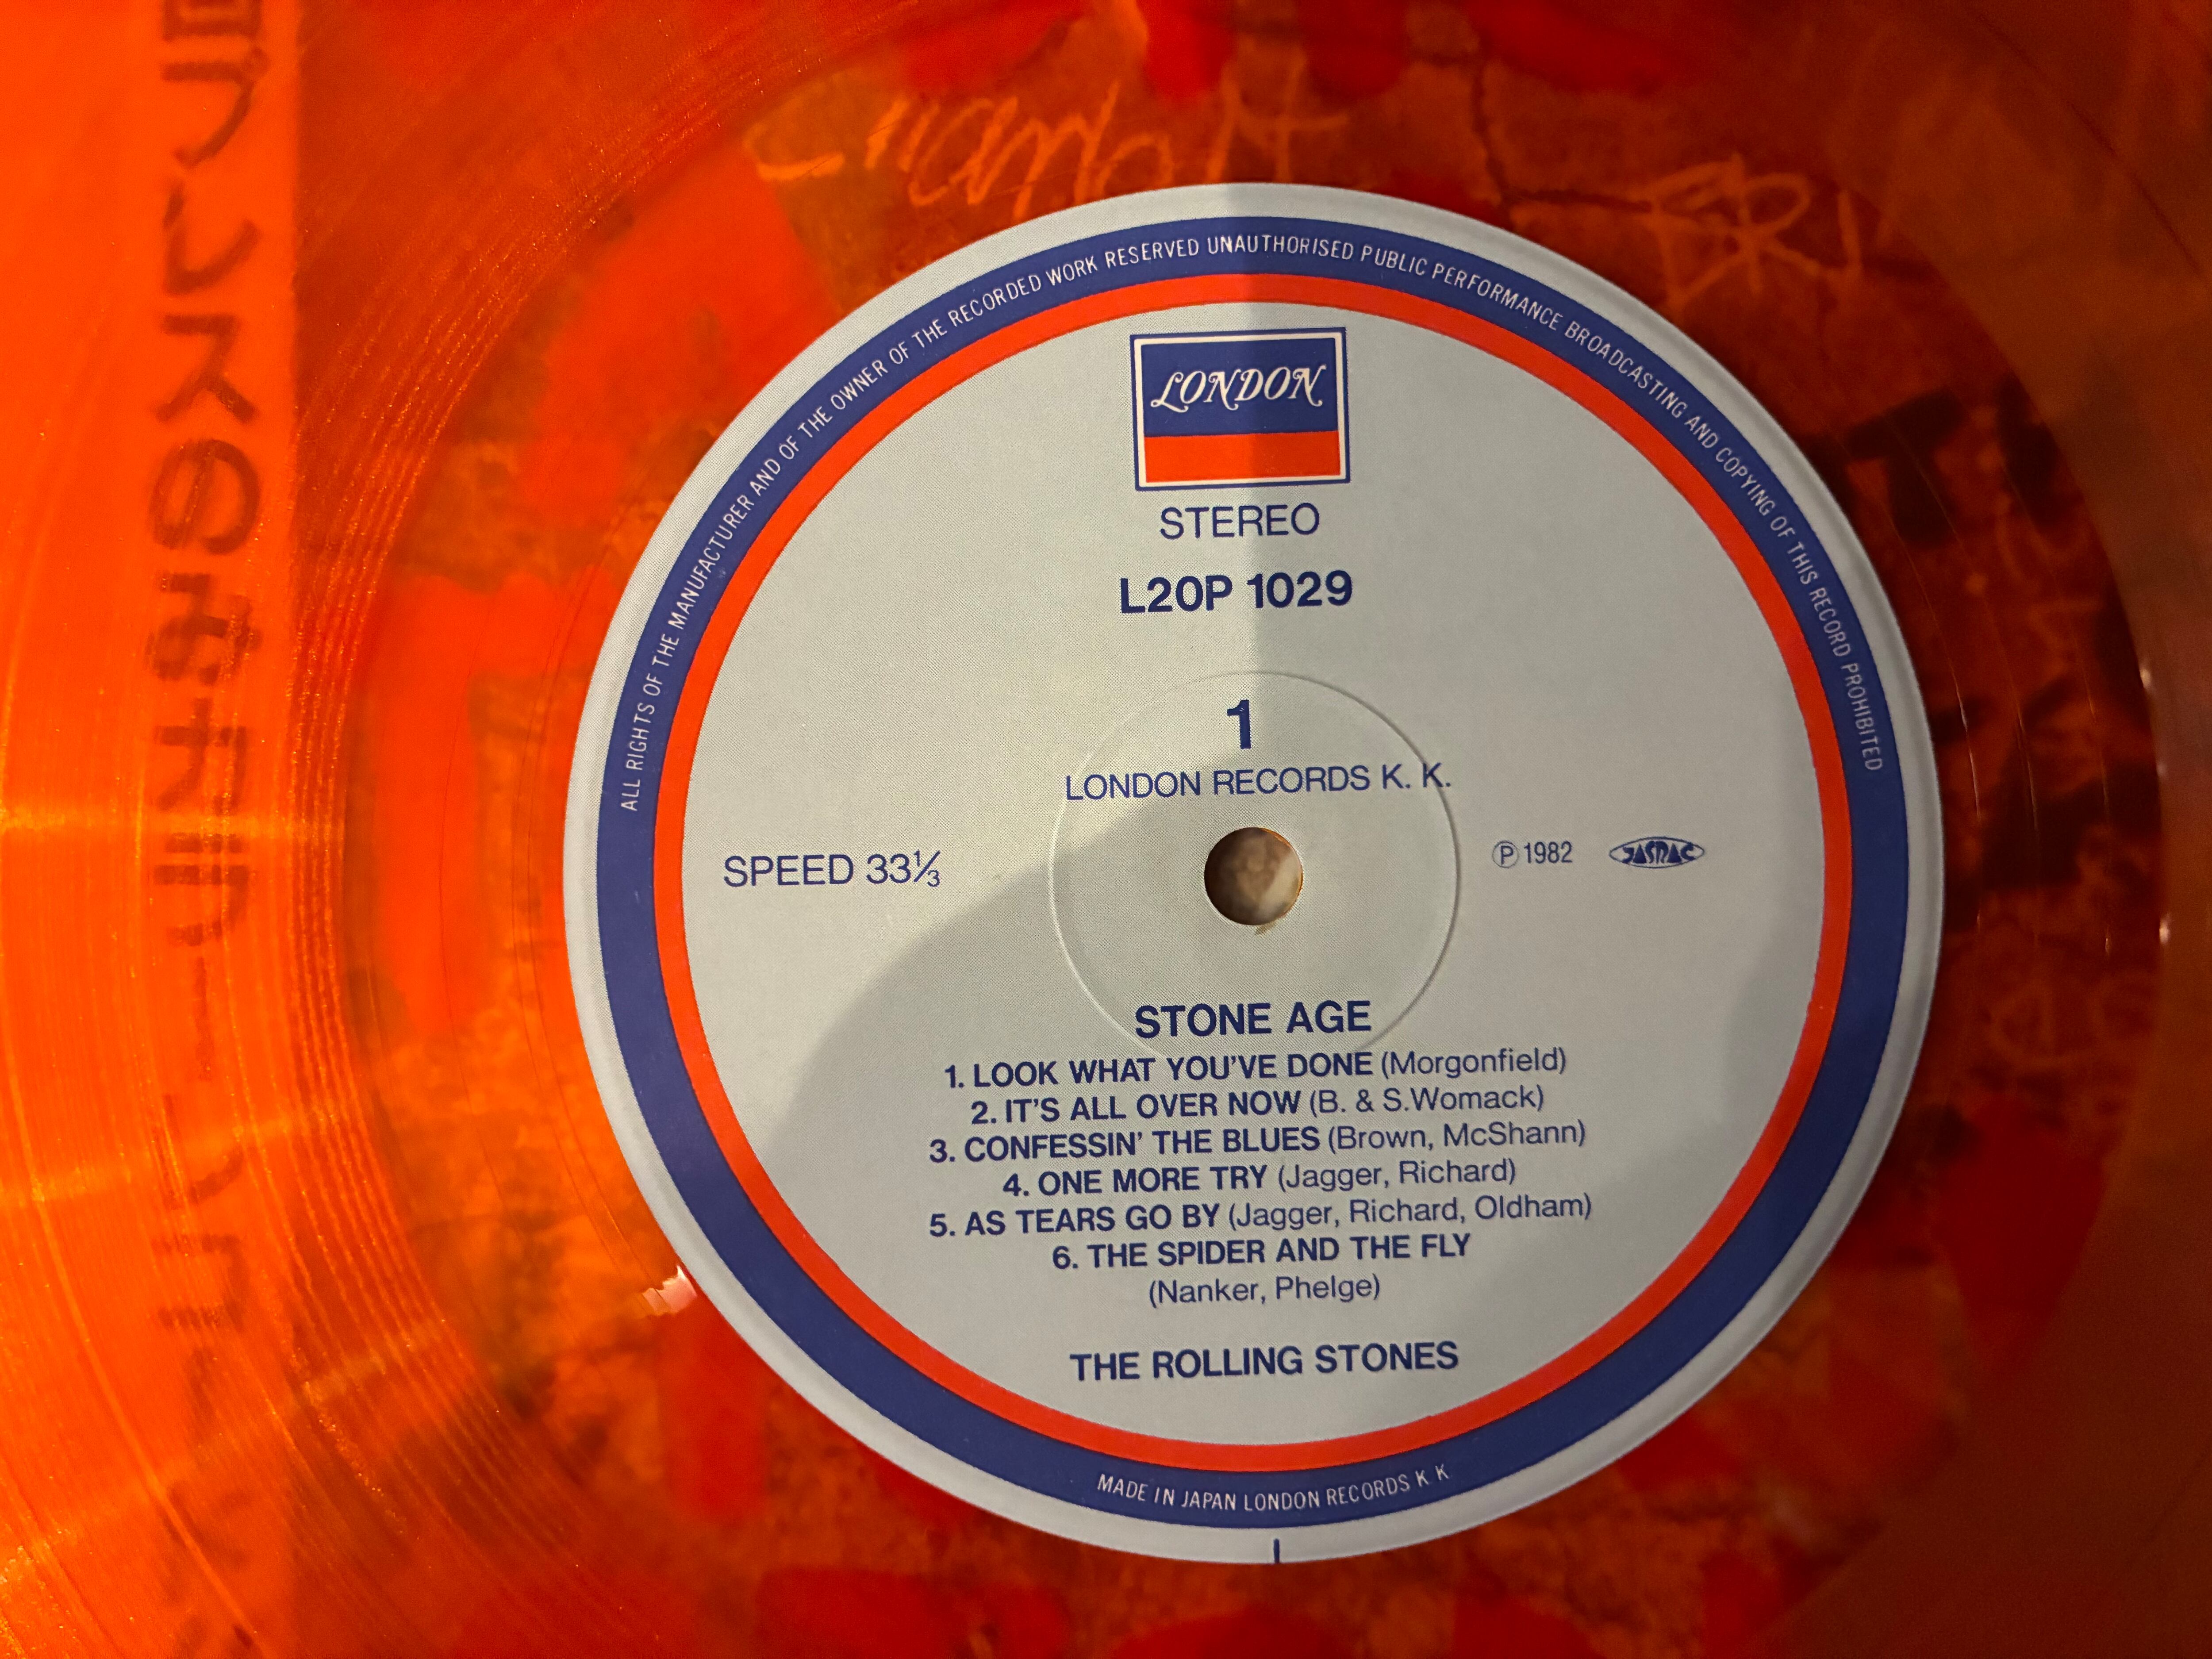 ALL RIGHTS OF THE MANUFACTURER AND OF THE OWNER OF THE RECORDED WORK RESERVED UNAUTHORISED PUBLIC PERFORMANCE BROADCASTING AND COPYING OF THIS RECORD PROHIBITED
LONDON
STEREO
L20P 1029
1
LONDON RECORDS K. K.
SPEED 33⅓
Ⓟ1982 JASRAC
STONE AGE
1. LOOK WHAT YOU'VE DONE (Morgonfield)
2. IT'S ALL OVER NOW (B. & S.Womack)
3. CONFESSIN' THE BLUES (Brown, McShann)
4. ONE MORE TRY (Jagger, Richard)
5. AS TEARS GO BY (Jagger, Richard, Oldham)
6. THE SPIDER AND THE FLY
(Nanker, Phelge)
THE ROLLING STONES
MADE IN JAPAN LONDON RECORDS K K